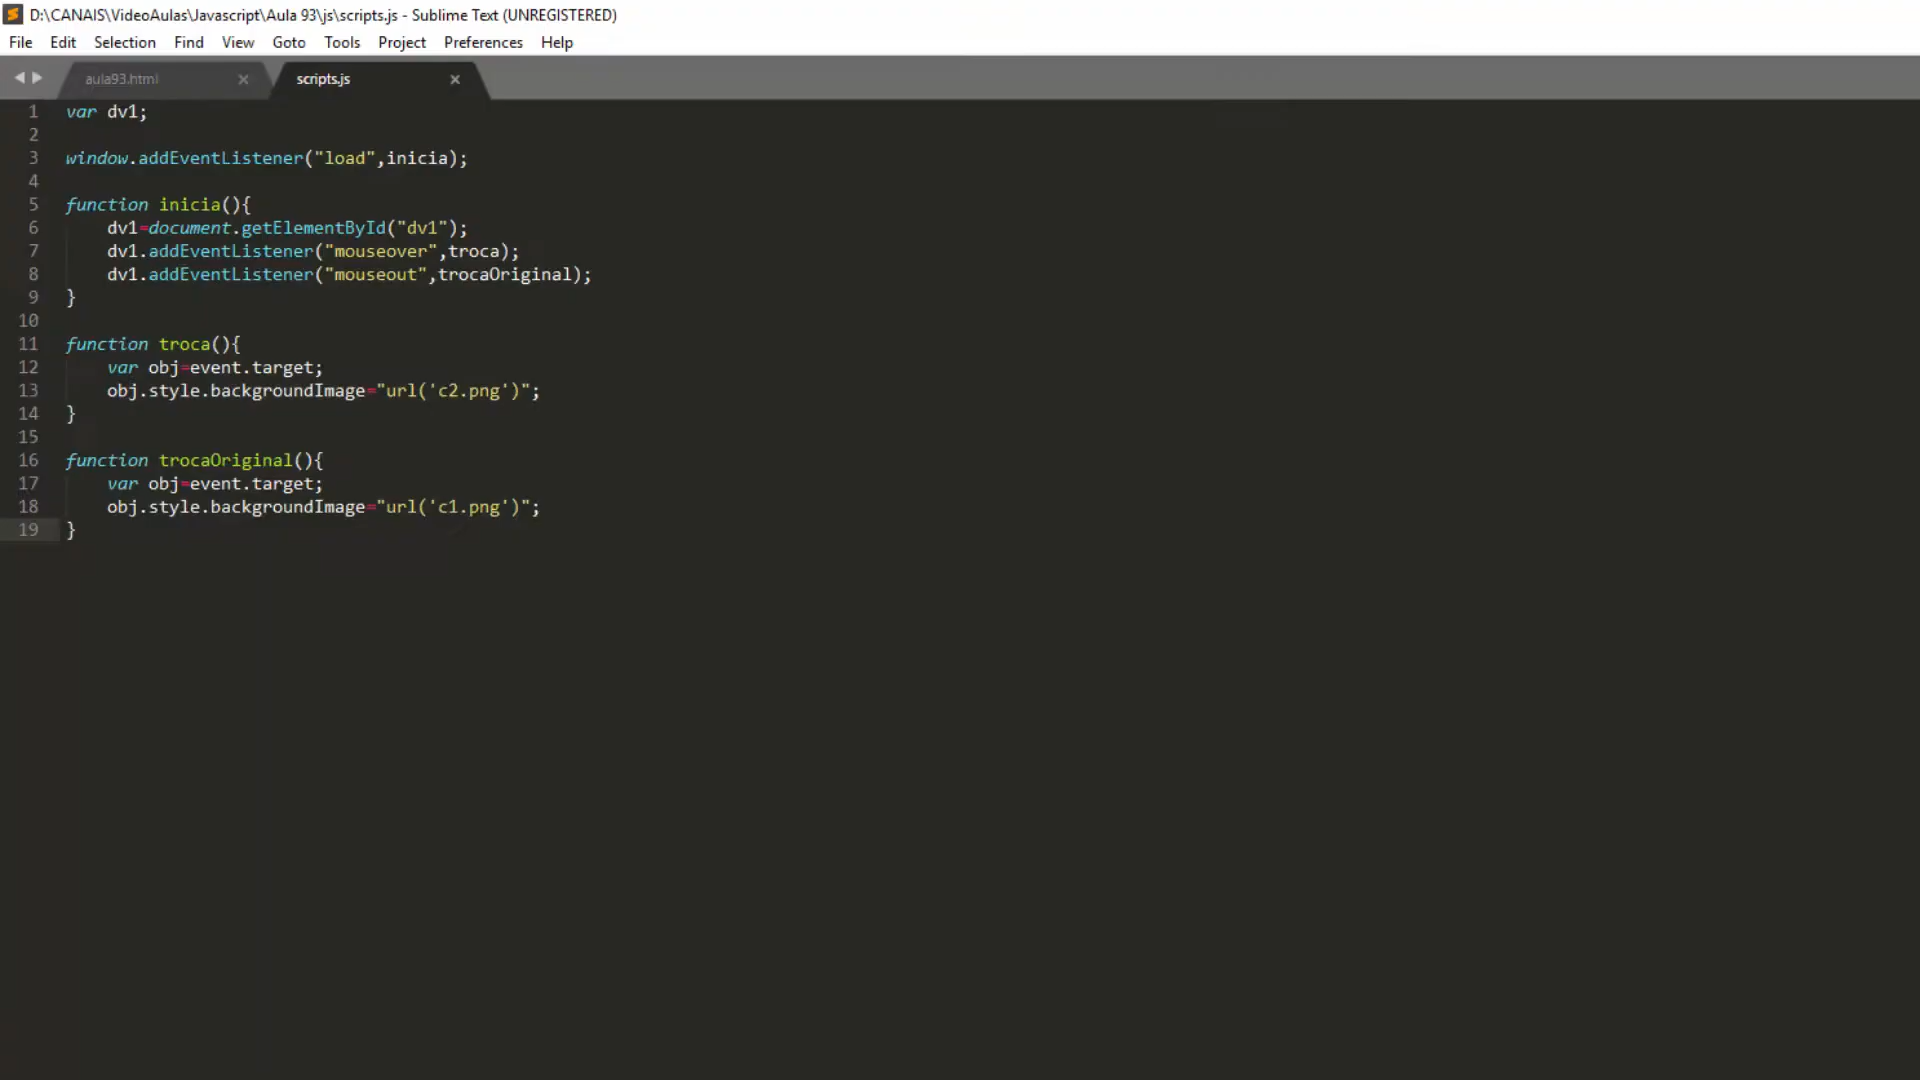 D:\CANAIS\VideoAulas\Javascript\Aula 93\js\scripts.js - Sublime Text (UNREGISTERED)
File Edit Selection Find View Goto Tools Project Preferences Help
aula93.html scripts.js
1 var dv1;
2
3 window.addEventListener("load",inicia);
4
5 function inicia(){
6     dv1=document.getElementById("dv1");
7     dv1.addEventListener("mouseover",troca);
8     dv1.addEventListener("mouseout",trocaOriginal);
9 }
10
11 function troca(){
12     var obj=event.target;
13     obj.style.backgroundImage="url('c2.png')";
14 }
15
16 function trocaOriginal(){
17     var obj=event.target;
18     obj.style.backgroundImage="url('c1.png')";
19 }